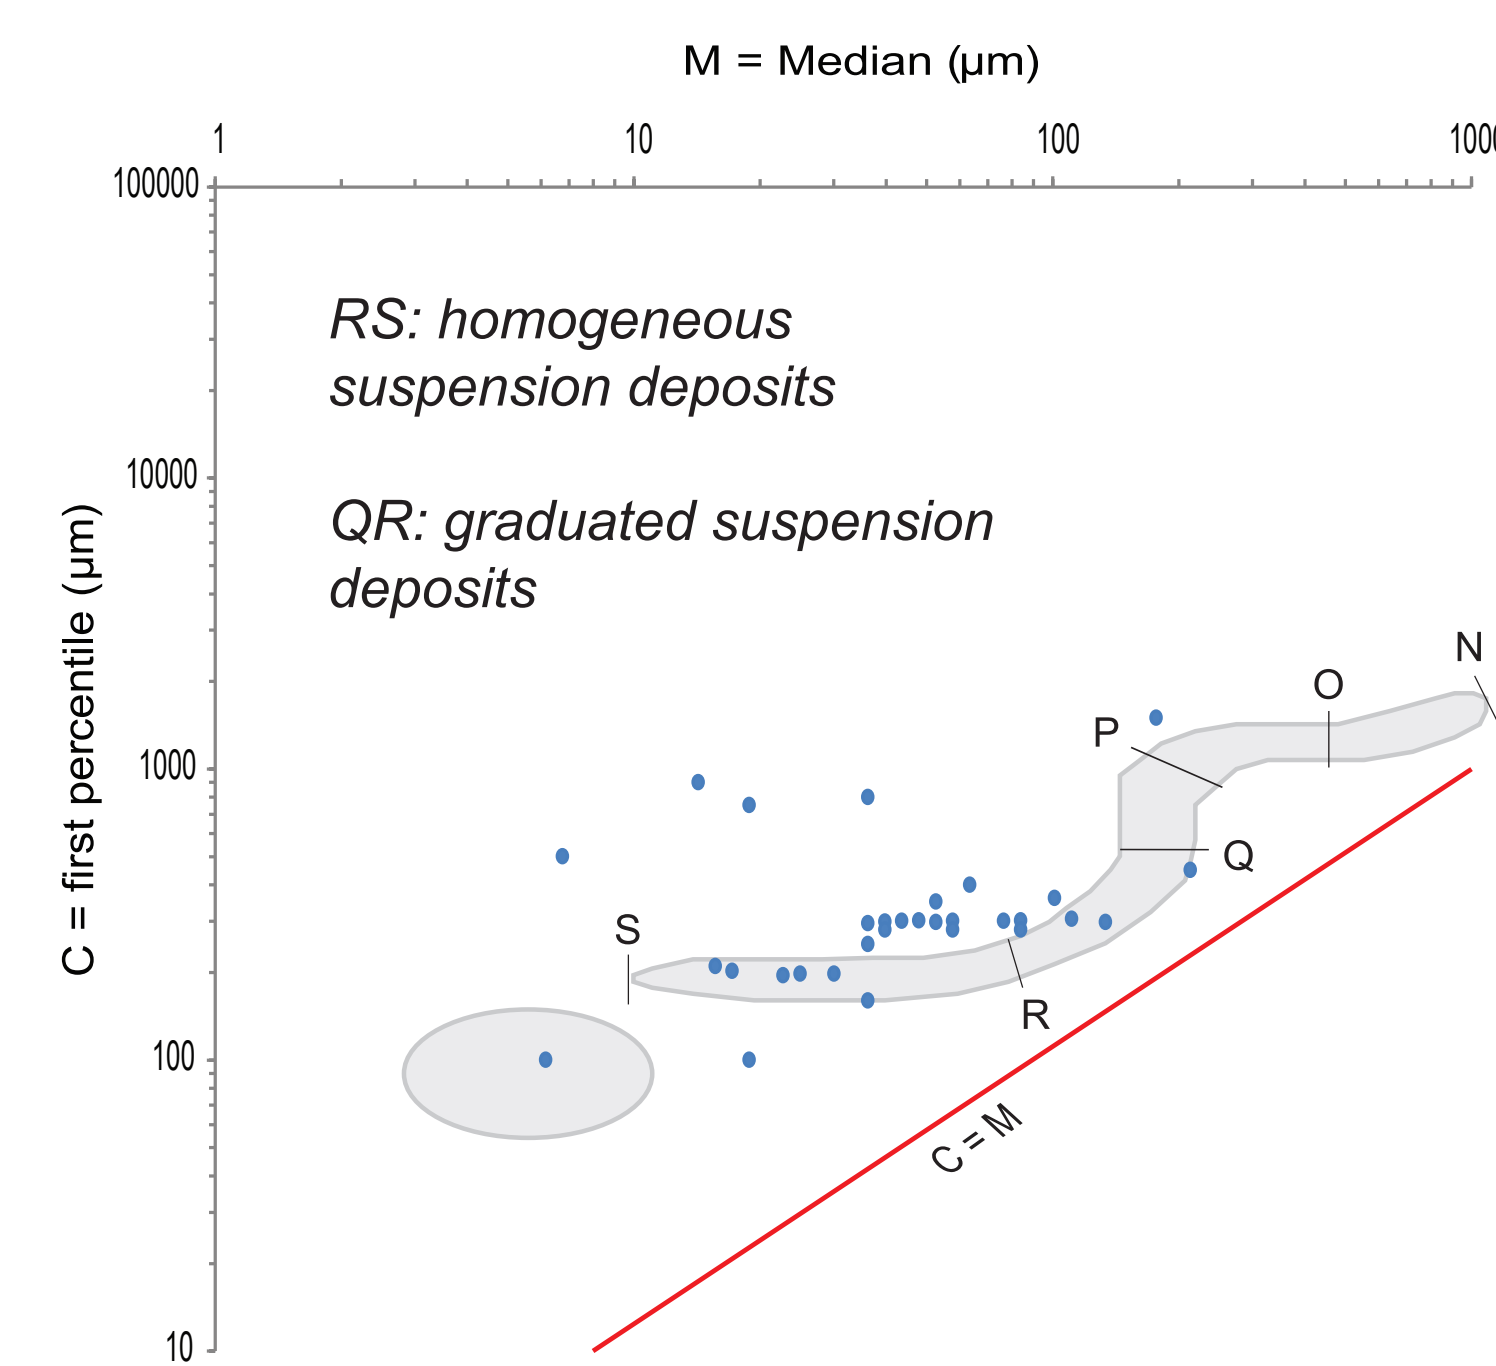 M = Median (µm)
1 10 100 1000
100000
RS: homogeneous
suspension deposits
10000
QR: graduated suspension
deposits
C = first percentile (µm)
N
O
P
1000
Q
S
R
100
C = M
10